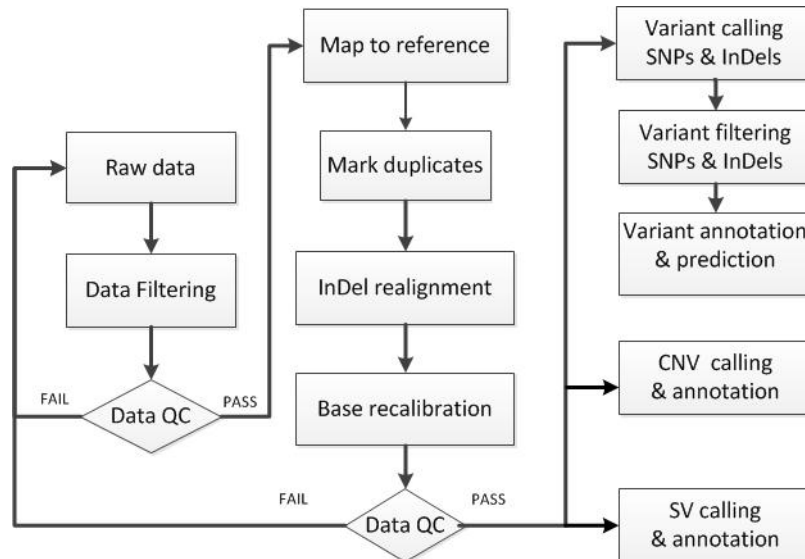 Raw data
Data Filtering
Data QC
FAIL
PASS
Map to reference
Mark duplicates
InDel realignment
Base recalibration
Data QC
FAIL
PASS
Variant calling
SNPs & InDels
Variant filtering
SNPs & InDels
Variant annotation
& prediction
CNV calling
& annotation
SV calling
& annotation